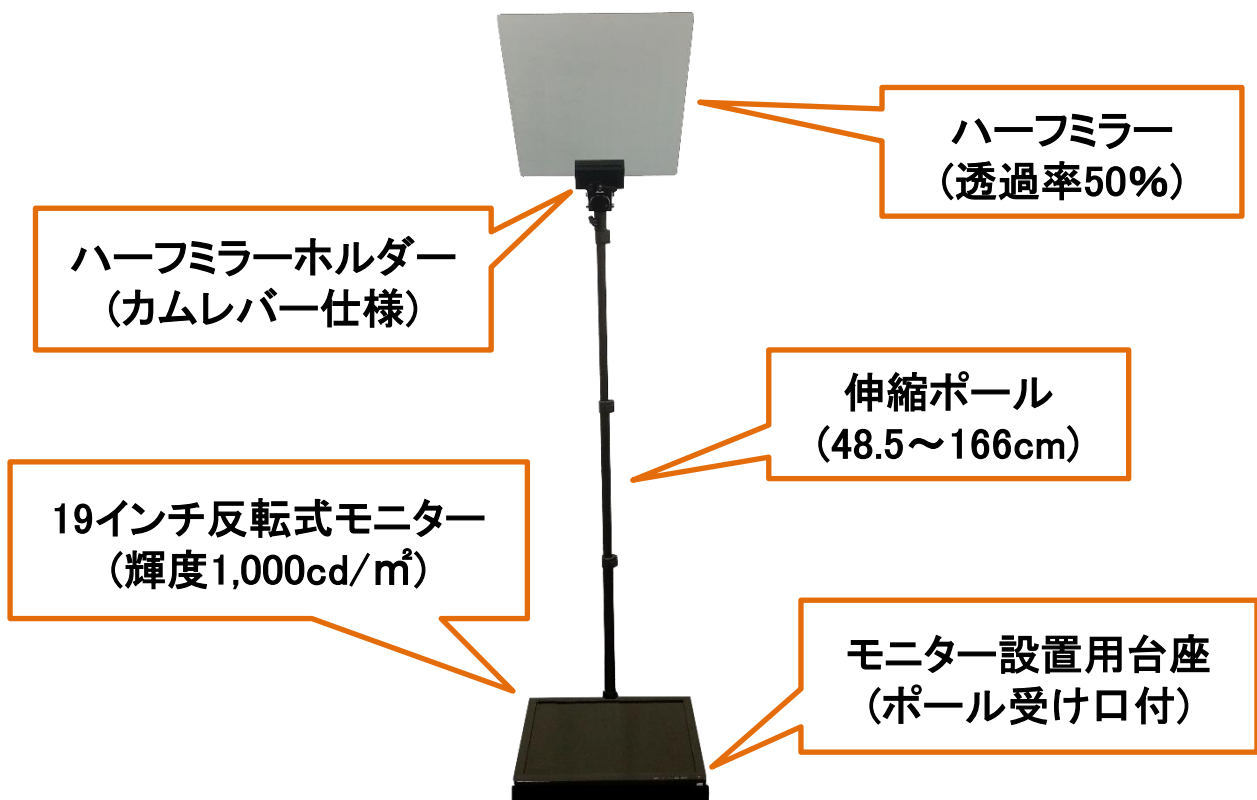 ハーフミラー
(透過率50%)
ハーフミラーホルダー
(カムレバー仕様)
伸縮ポール
(48.5～166cm)
19インチ反転式モニター
(輝度1,000cd/㎡)
モニター設置用台座
(ポール受け口付)